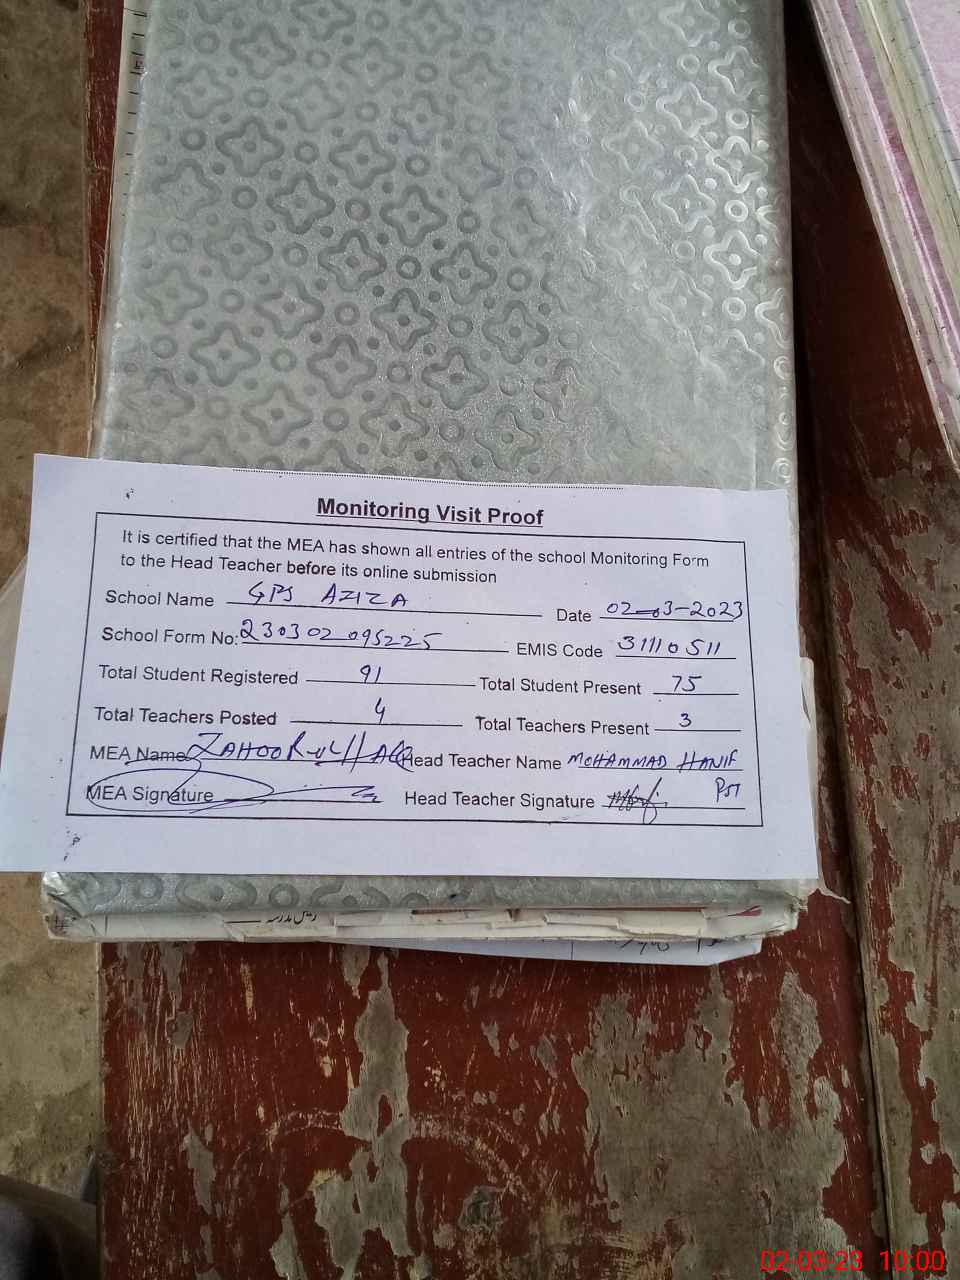 Monitoring Visit Proof
It is certified that the MEA has shown all entries of the school Monitoring Form
to the Head Teacher before its online submission
School Name GPS AZIZA Date 02-03-2023
School Form No: 230302095225 EMIS Code 31110511
Total Student Registered 91 Total Student Present 75
Total Teachers Posted 4 Total Teachers Present 3
MEA Name ZAHOOR-UL-HAQ Head Teacher Name MOHAMMAD HANIF
MEA Signature Head Teacher Signature PST
02-03-23 10:00